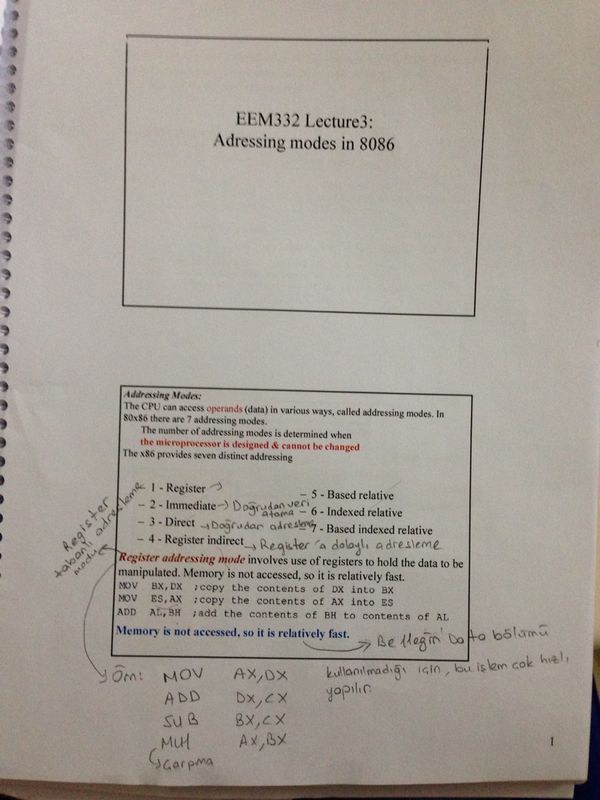 EEM332 Lecture3:
Adressing modes in 8086
Addressing Modes:
The CPU can access operands (data) in various ways, called addressing modes. In
80x86 there are 7 addressing modes.
The number of addressing modes is determined when
the microprocessor is designed & cannot be changed
The x86 provides seven distinct addressing
– 1 - Register →
– 2 - Immediate → Doğrudan veri atama
– 3 - Direct → Doğrudan adresleme
– 4 - Register indirect → Register'a dolaylı adresleme
– 5 - Based relative
– 6 - Indexed relative
– 7 - Based indexed relative
Register
tabanlı adresleme
modu
Register addressing mode involves use of registers to hold the data to be
manipulated. Memory is not accessed, so it is relatively fast.
MOV BX,DX ;copy the contents of DX into BX
MOV ES,AX ;copy the contents of AX into ES
ADD AL,BH ;add the contents of BH to contents of AL
Memory is not accessed, so it is relatively fast.
→ Belleğin Data bölümü
kullanılmadığı için, bu işlem çok hızlı
yapılır.
Örn: MOV AX,DX
ADD DX,CX
SUB BX,CX
AX,BX
Çarpma
1